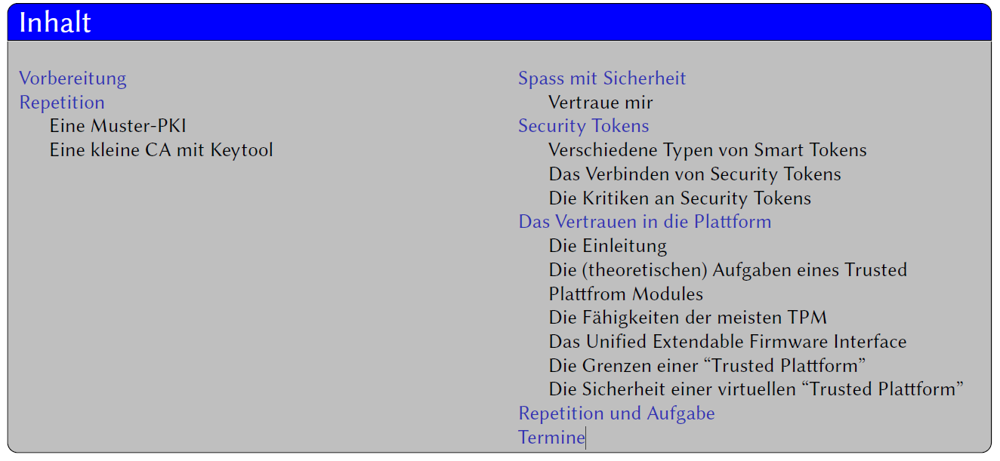 Inhalt
Vorbereitung
Repetition
Eine Muster-PKI
Eine kleine CA mit Keytool
Spass mit Sicherheit
Vertraue mir
Security Tokens
Verschiedene Typen von Smart Tokens
Das Verbinden von Security Tokens
Die Kritiken an Security Tokens
Das Vertrauen in die Plattform
Die Einleitung
Die (theoretischen) Aufgaben eines Trusted
Plattfrom Modules
Die Fähigkeiten der meisten TPM
Das Unified Extendable Firmware Interface
Die Grenzen einer “Trusted Plattform”
Die Sicherheit einer virtuellen “Trusted Plattform”
Repetition und Aufgabe
Termine